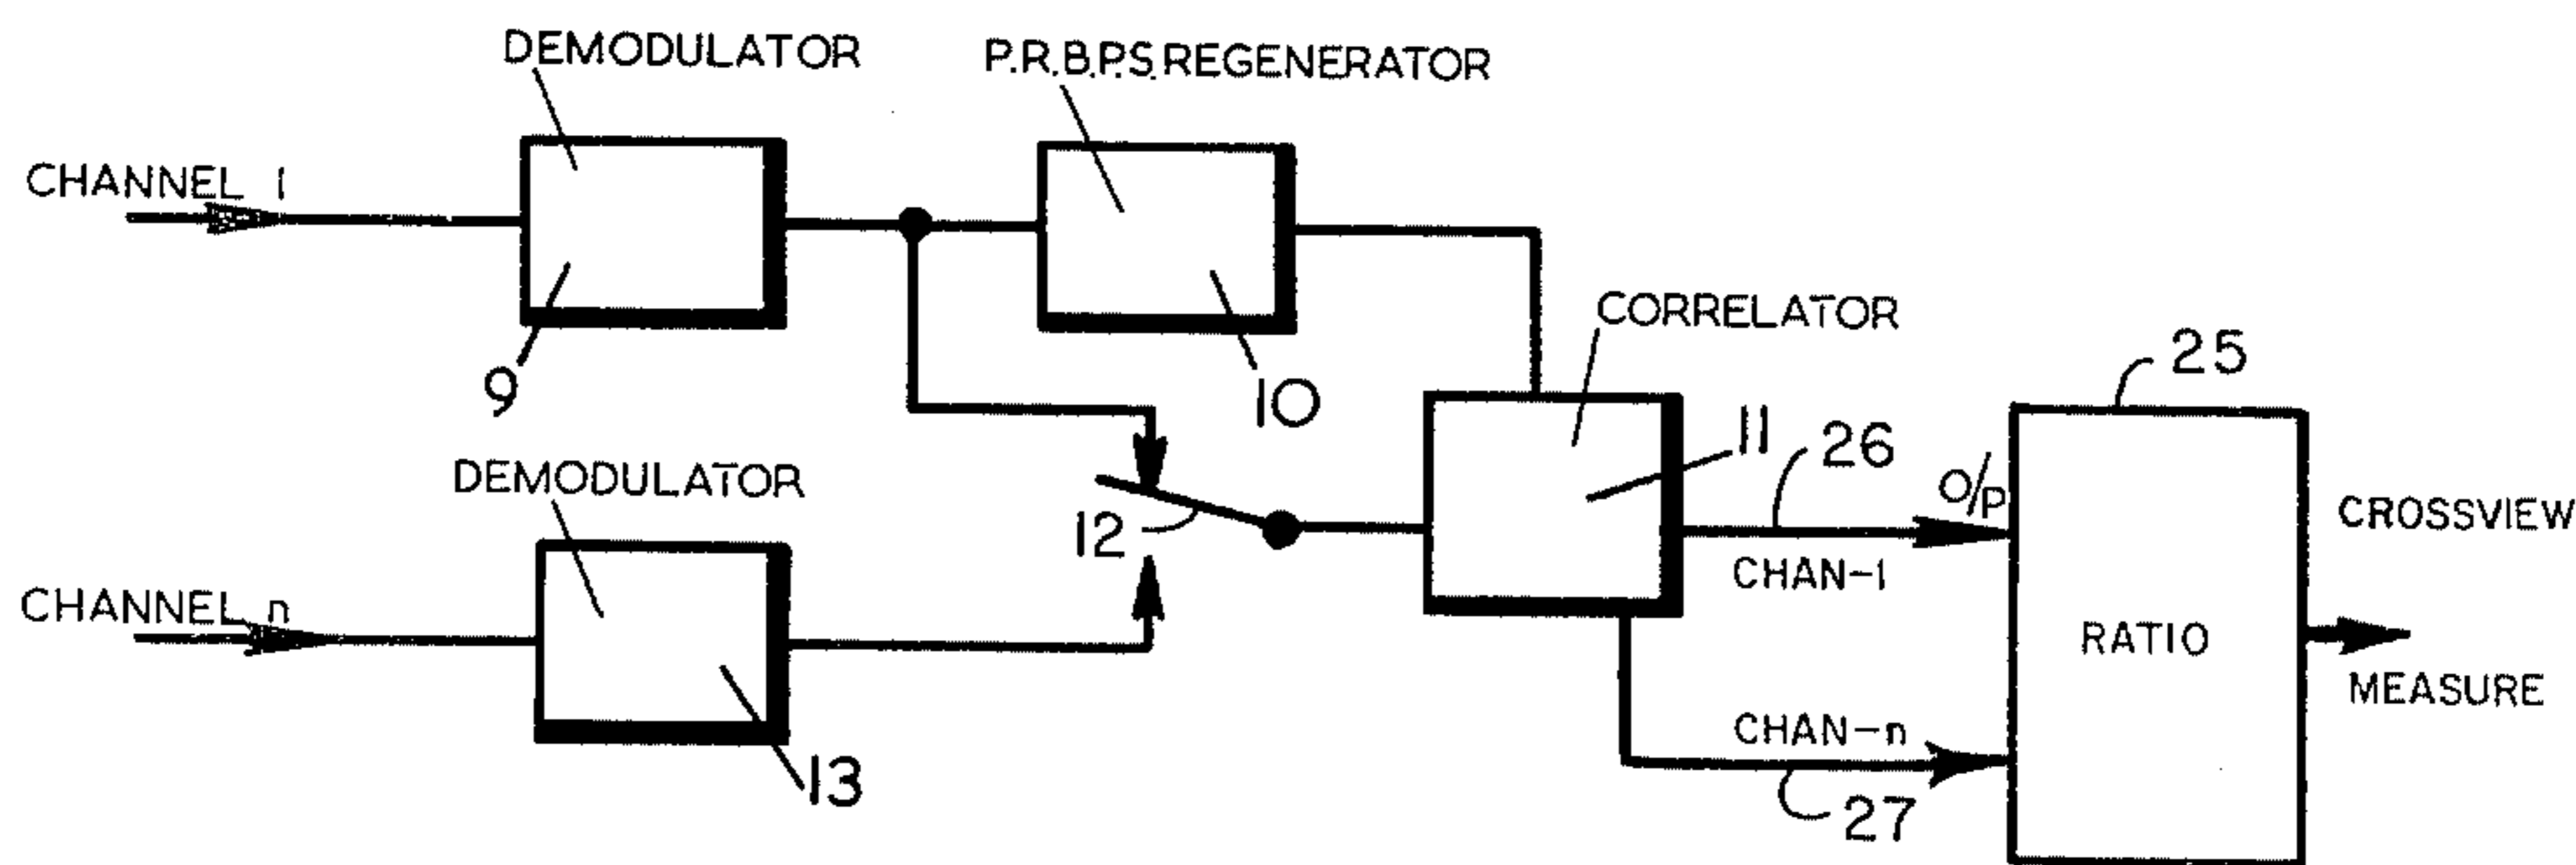 DEMODULATOR
P.R.B.P.S. REGENERATOR
CHANNEL 1
9
10
CORRELATOR
25
11
26
O/P
CROSSVIEW
DEMODULATOR
12
CHAN-1
CHANNEL n
RATIO
MEASURE
CHAN-n
13
27